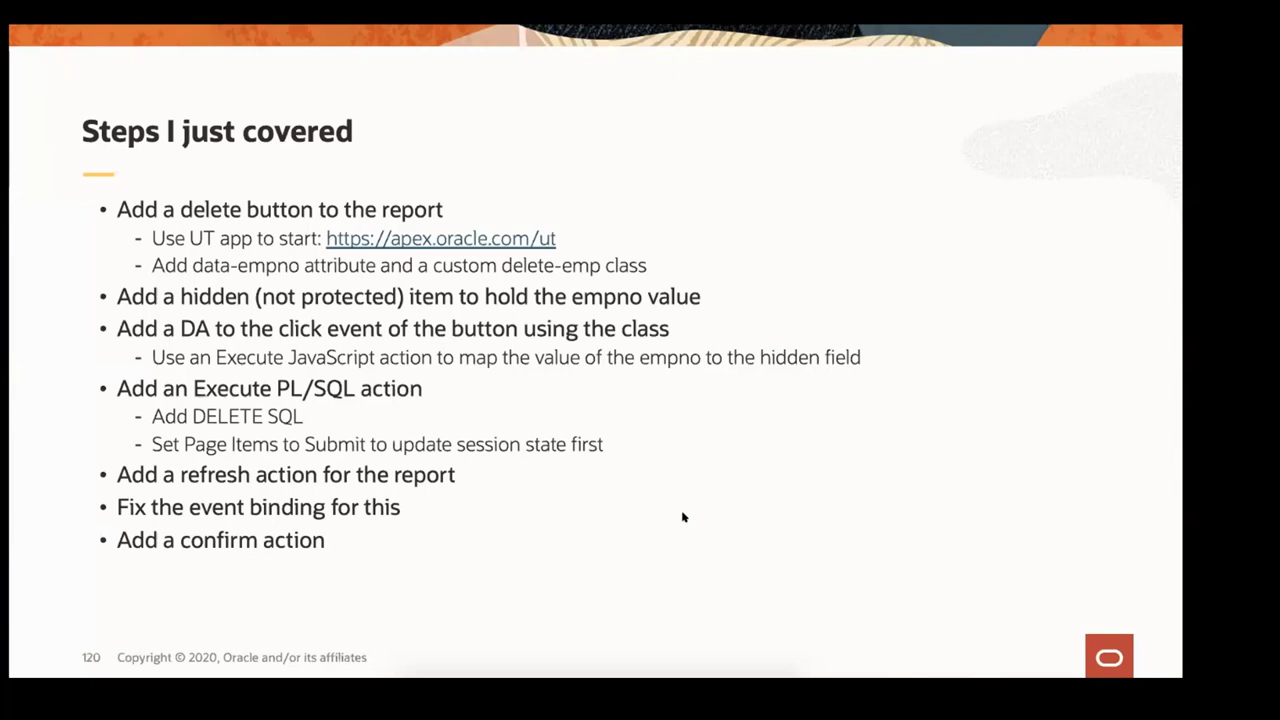 Steps I just covered
• Add a delete button to the report
- Use UT app to start: https://apex.oracle.com/ut
- Add data-empno attribute and a custom delete-emp class
• Add a hidden (not protected) item to hold the empno value
• Add a DA to the click event of the button using the class
- Use an Execute JavaScript action to map the value of the empno to the hidden field
• Add an Execute PL/SQL action
- Add DELETE SQL
- Set Page Items to Submit to update session state first
• Add a refresh action for the report
• Fix the event binding for this
• Add a confirm action
120 Copyright © 2020, Oracle and/or its affiliates